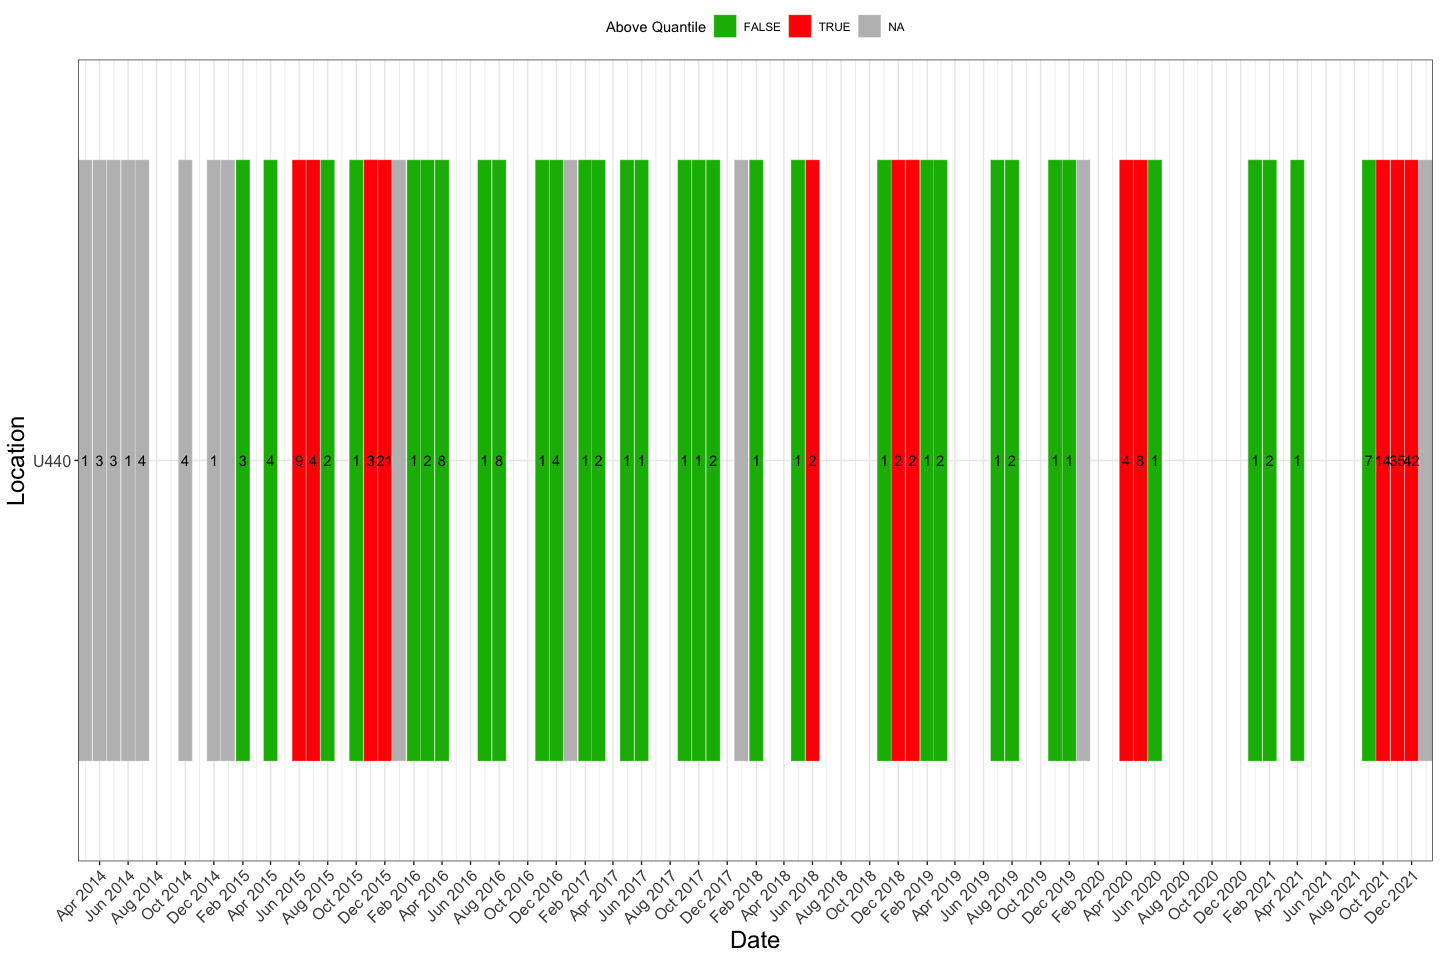 Above Quantile FALSE TRUE NA
Location
U440
1 3 3 1 4 4 1 3 4 9 4 2 1 3 21 1 2 8 1 8 1 4 1 2 1 1 1 1 2 1 1 2 1 2 2 1 2 1 2 1 1 4 8 1 1 2 1 7 14 35 42
Apr 2014 Jun 2014 Aug 2014 Oct 2014 Dec 2014 Feb 2015 Apr 2015 Jun 2015 Aug 2015 Oct 2015 Dec 2015 Feb 2016 Apr 2016 Jun 2016 Aug 2016 Oct 2016 Dec 2016 Feb 2017 Apr 2017 Jun 2017 Aug 2017 Oct 2017 Dec 2017 Feb 2018 Apr 2018 Jun 2018 Aug 2018 Oct 2018 Dec 2018 Feb 2019 Apr 2019 Jun 2019 Aug 2019 Oct 2019 Dec 2019 Feb 2020 Apr 2020 Jun 2020 Aug 2020 Oct 2020 Dec 2020 Feb 2021 Apr 2021 Jun 2021 Aug 2021 Oct 2021 Dec 2021
Date